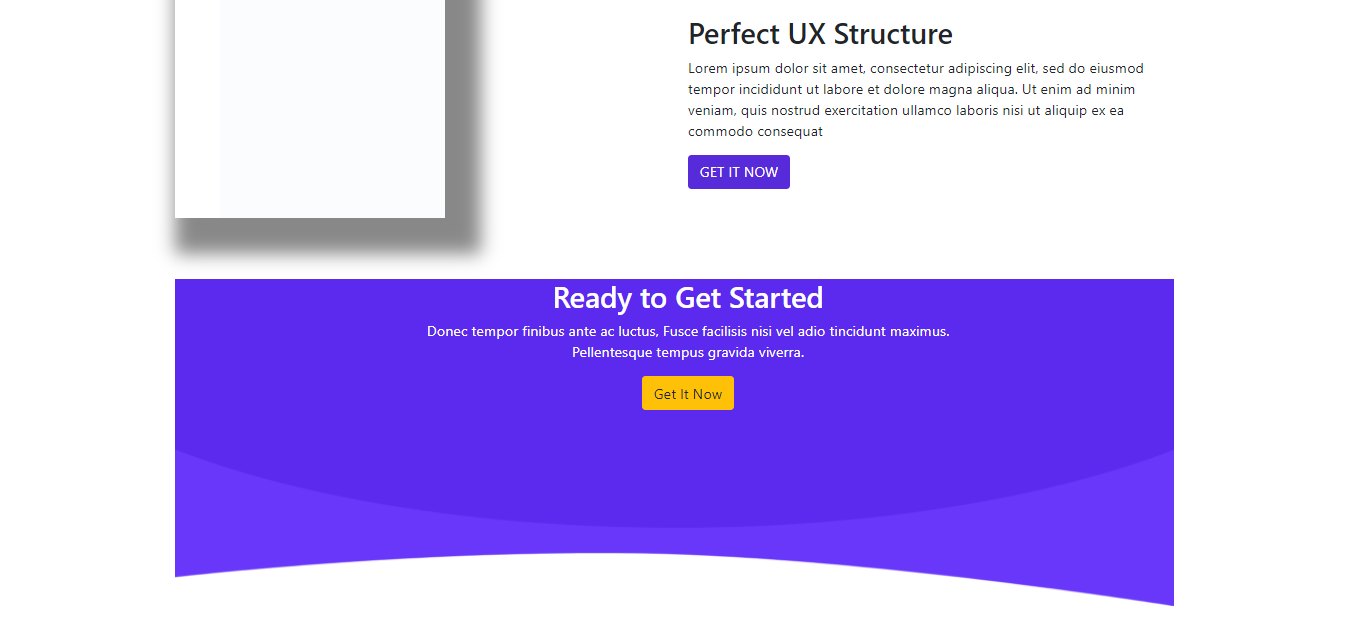 Perfect UX Structure
Lorem ipsum dolor sit amet, consectetur adipiscing elit, sed do eiusmod
tempor incididunt ut labore et dolore magna aliqua. Ut enim ad minim
veniam, quis nostrud exercitation ullamco laboris nisi ut aliquip ex ea
commodo consequat
GET IT NOW
Ready to Get Started
Donec tempor finibus ante ac luctus, Fusce facilisis nisi vel adio tincidunt maximus.
Pellentesque tempus gravida viverra.
Get It Now